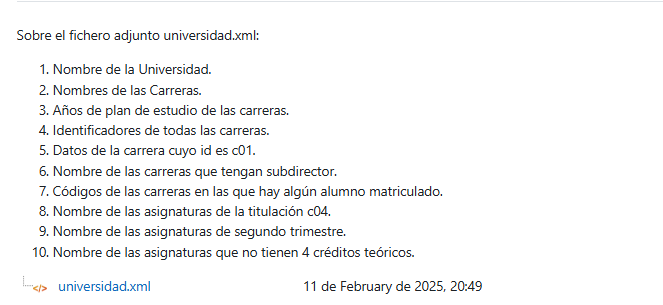 Sobre el fichero adjunto universidad.xml:
1. Nombre de la Universidad.
2. Nombres de las Carreras.
3. Años de plan de estudio de las carreras.
4. Identificadores de todas las carreras.
5. Datos de la carrera cuyo id es c01.
6. Nombre de las carreras que tengan subdirector.
7. Códigos de las carreras en las que hay algún alumno matriculado.
8. Nombre de las asignaturas de la titulación c04.
9. Nombre de las asignaturas de segundo trimestre.
10. Nombre de las asignaturas que no tienen 4 créditos teóricos.
</> universidad.xml 11 de February de 2025, 20:49